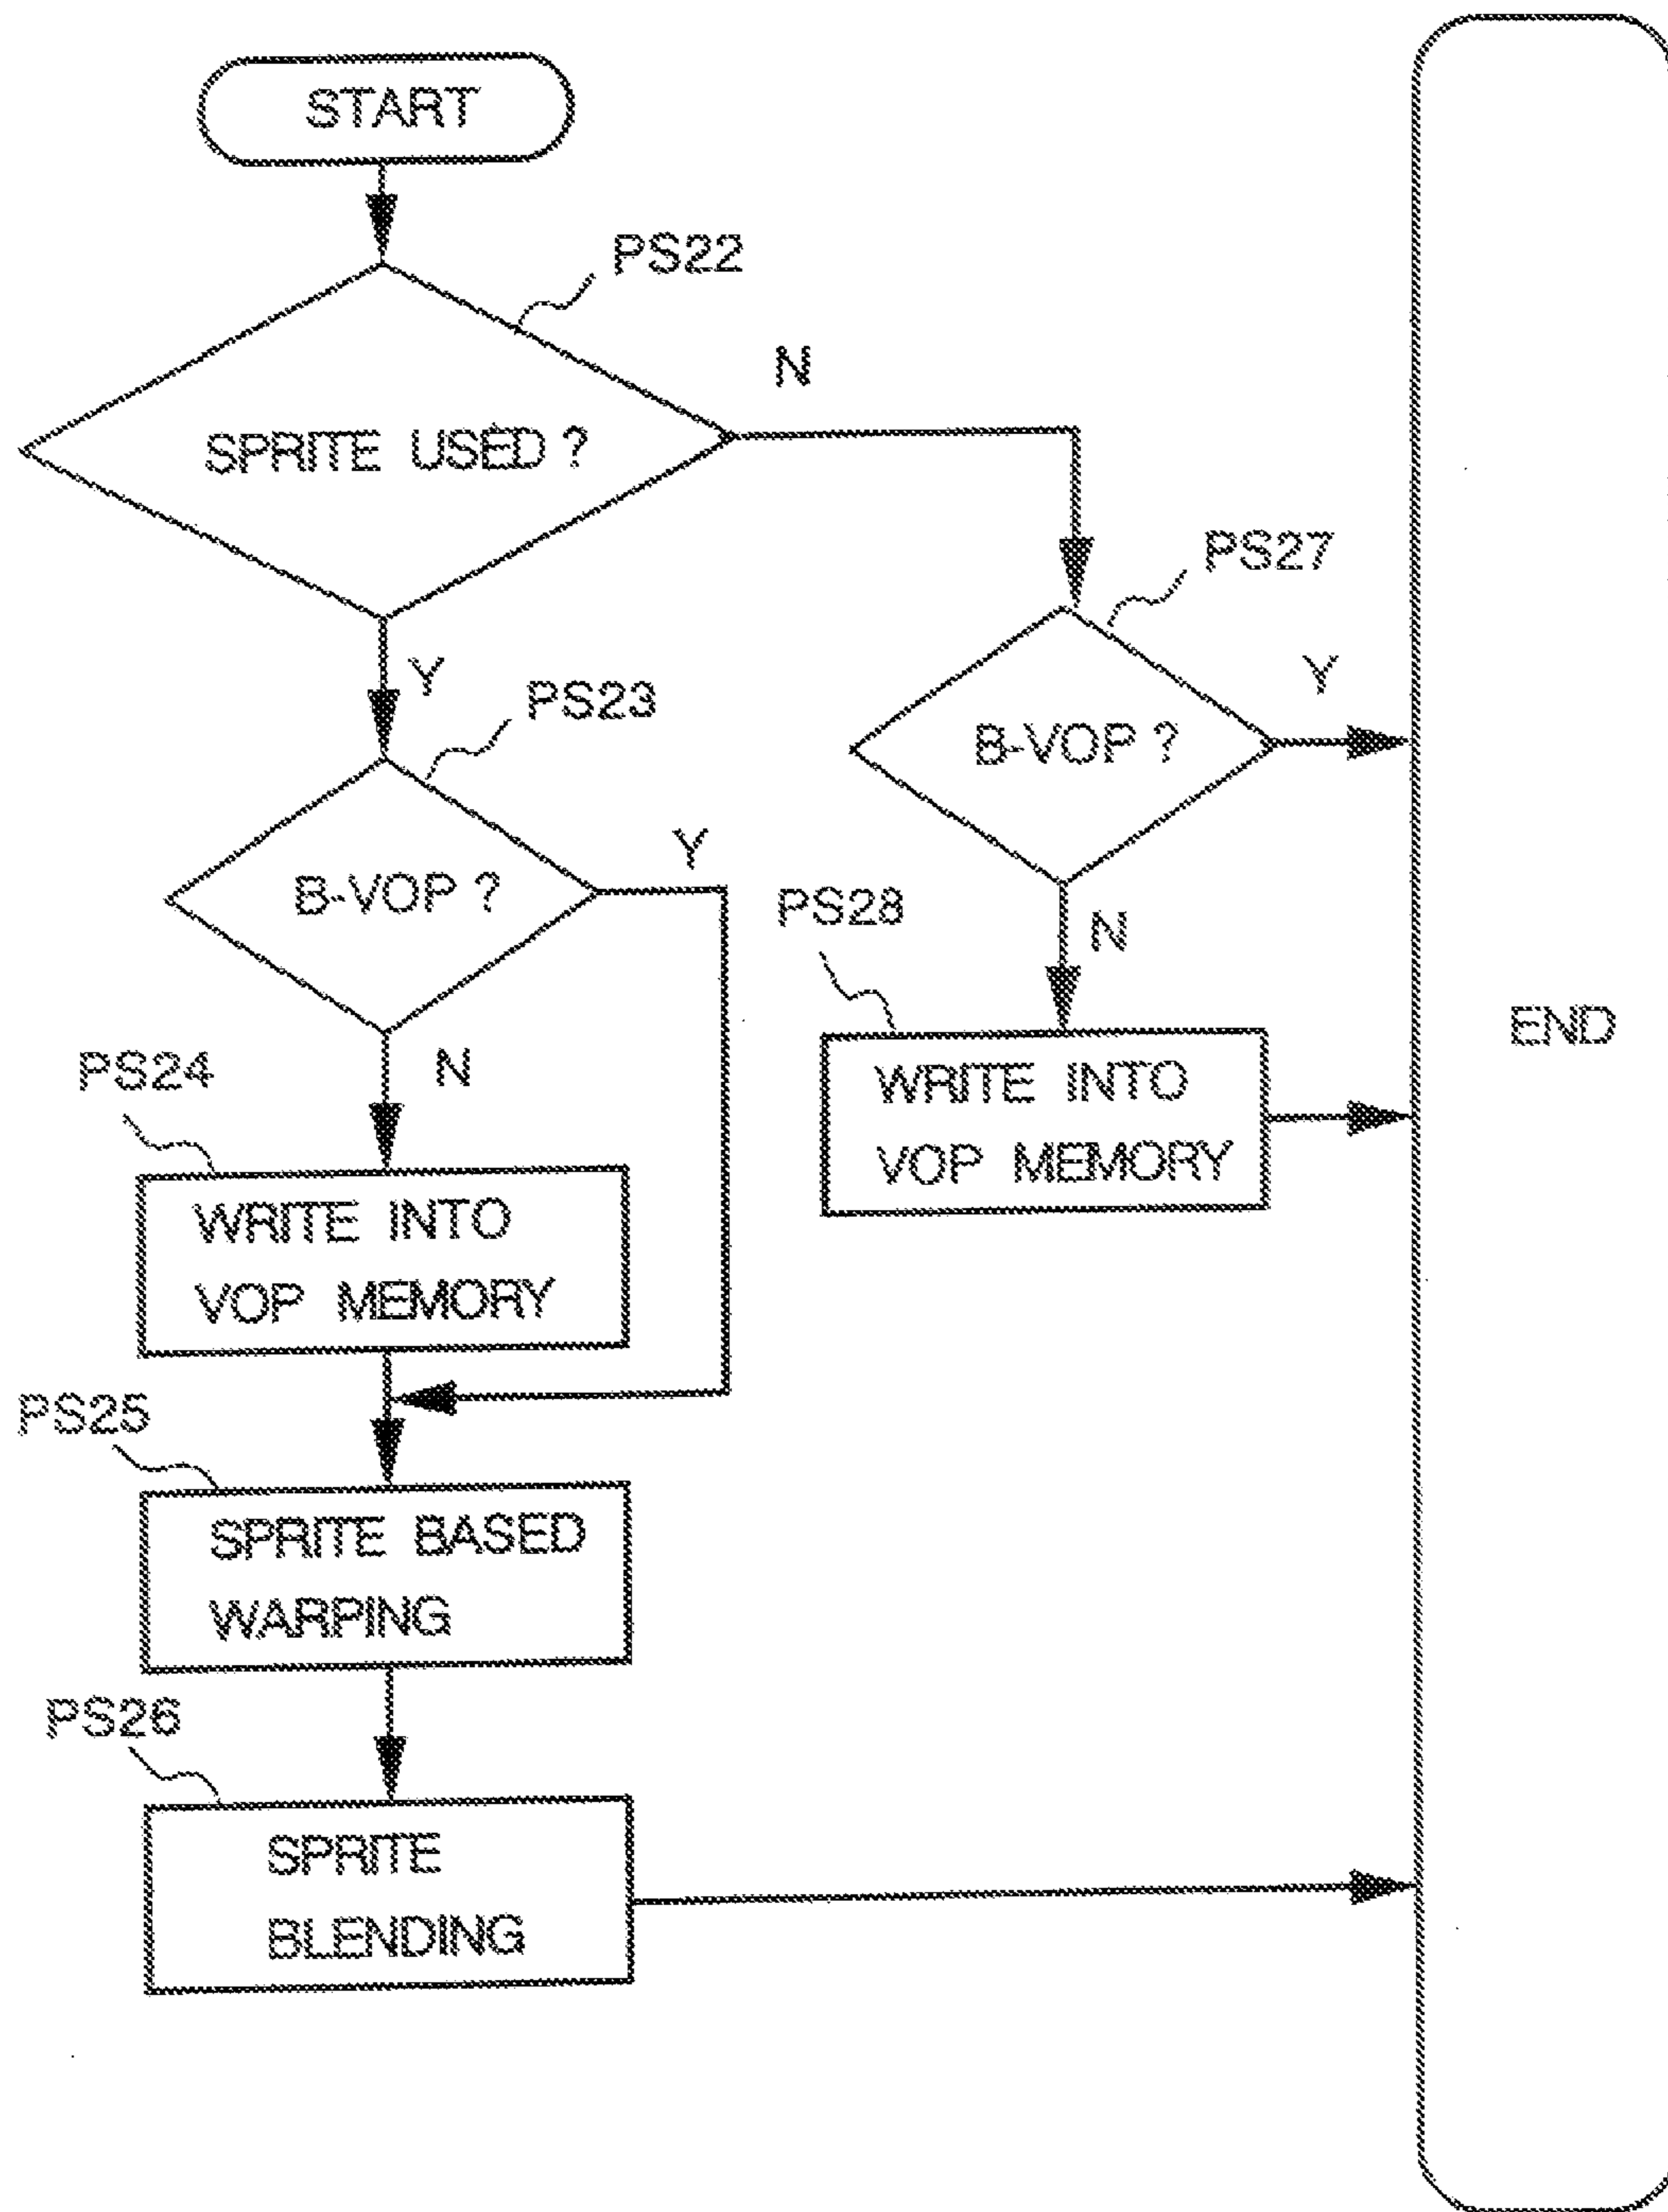 START
PS22
N
SPRITE USED ?
PS27
Y
Y
PS23
B-VOP ?
Y
B-VOP ?
PS28
N
END
PS24
N
WRITE INTO
VOP MEMORY
WRITE INTO
VOP MEMORY
PS25
SPRITE BASED
WARPING
PS26
SPRITE
BLENDING